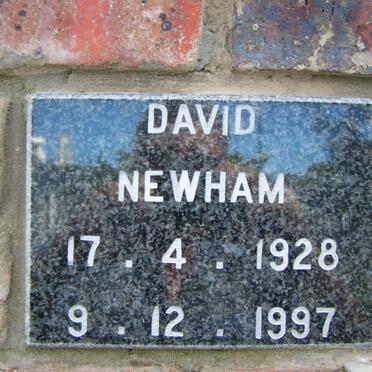 DAVID
NEWHAM
17 . 4 . 1928
9 . 12 . 1997